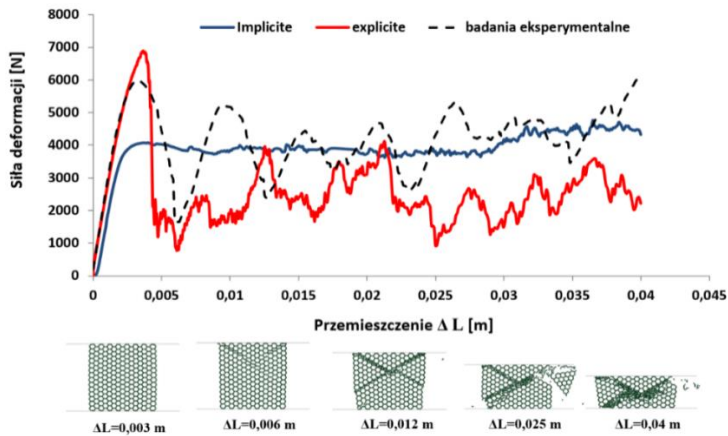 8000
7000
6000
5000
4000
3000
2000
1000
0
Siła deformacji [N]
Implicite explicite badania eksperymentalne
0 0,005 0,01 0,015 0,02 0,025 0,03 0,035 0,04 0,045
Przemieszczenie Δ L [m]
ΔL=0,003 m ΔL=0,006 m ΔL=0,012 m ΔL=0,025 m ΔL=0,04 m